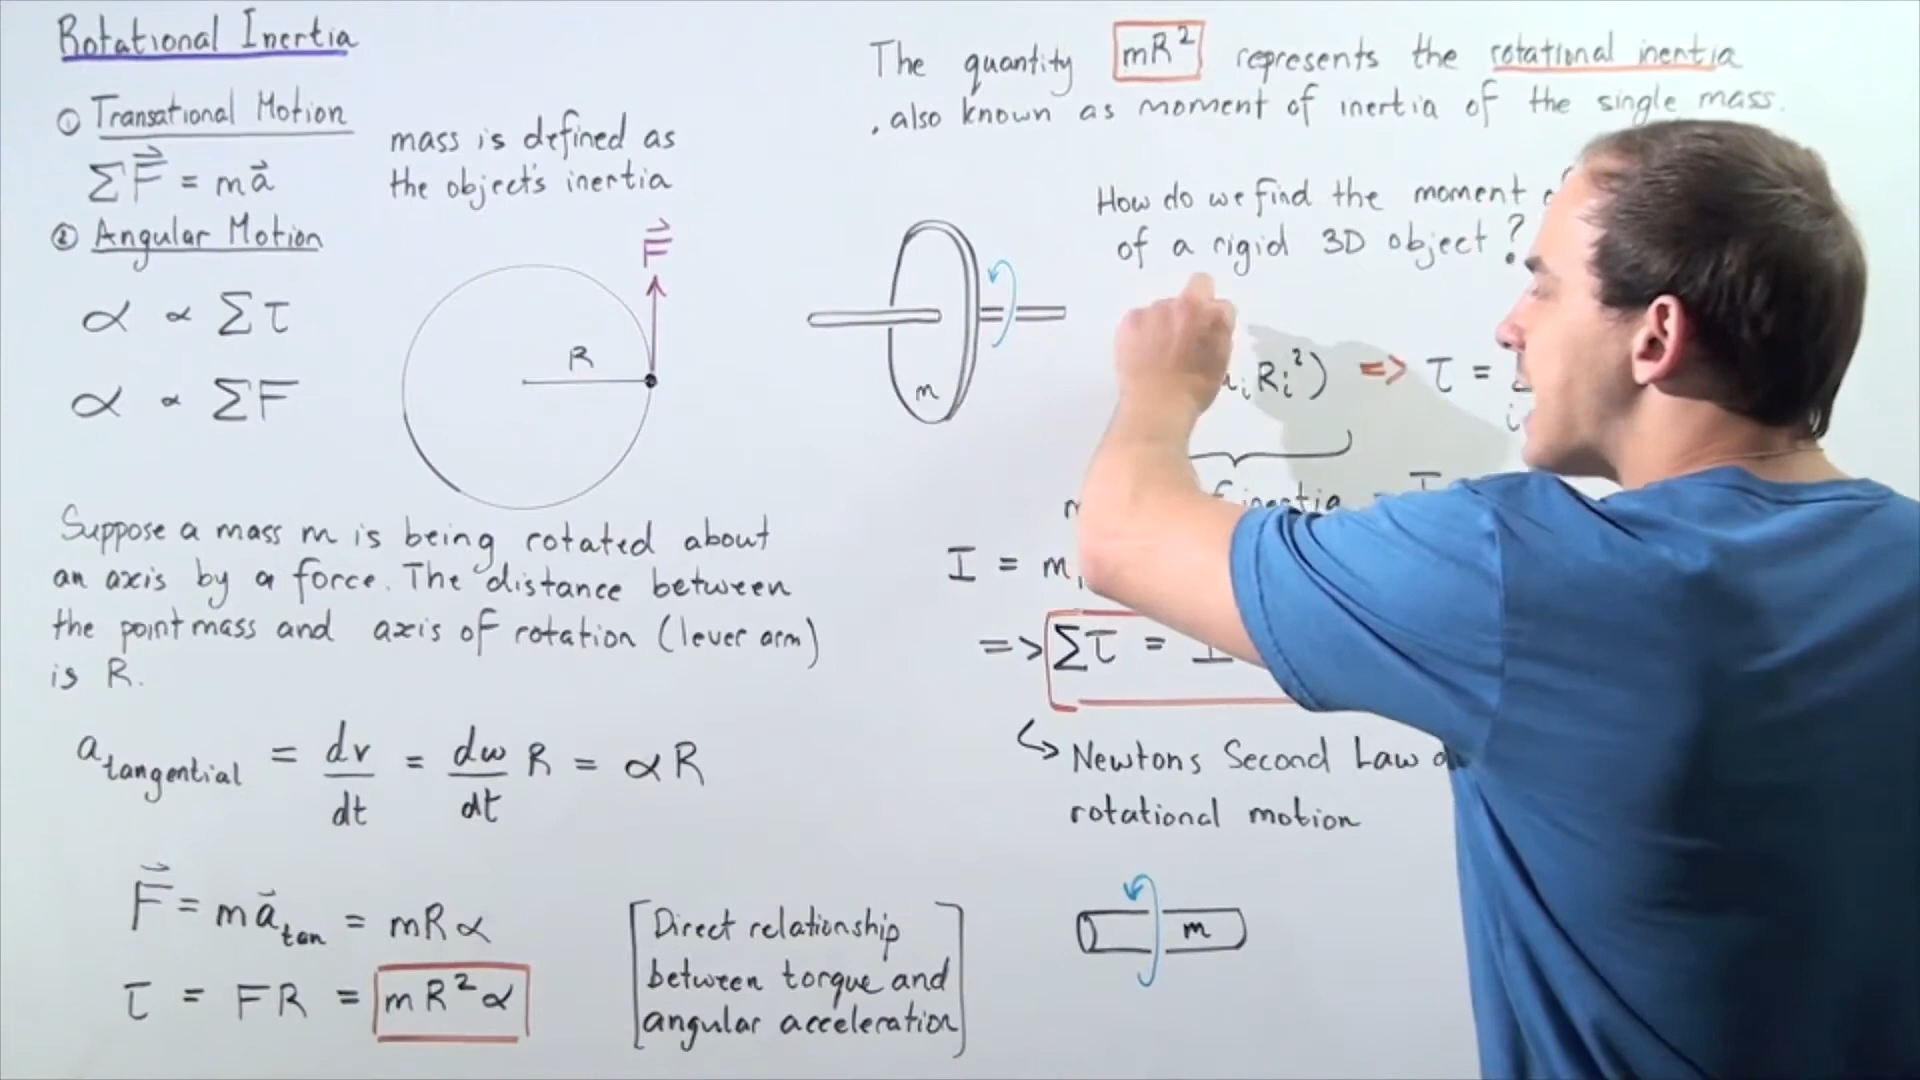 Rotational Inertia
① Transational Motion
ΣF⃗ = ma⃗
mass is defined as
the object's inertia
② Angular Motion
α ∝ Στ
α ∝ ΣF
F⃗
R
Suppose a mass m is being rotated about
an axis by a force. The distance between
the point mass and axis of rotation (lever arm)
is R.
a tangential = dv/dt = dω/dt R = αR
F⃗ = ma⃗tan = mRα
τ = FR = mR²α
[Direct relationship
between torque and
angular acceleration]
The quantity mR² represents the rotational inertia
, also known as moment of inertia of the single mass.
How do we find the moment
of a rigid 3D object?
m
iRi²) => τ =
inertia
I = m
=> Στ = I
↳ Newtons Second Law
rotational motion
m